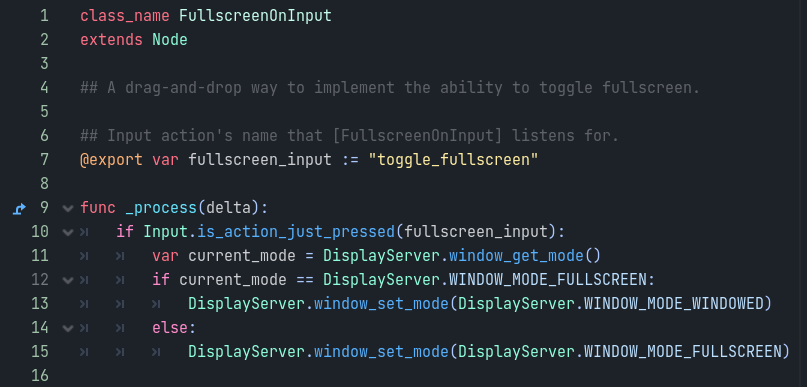 1 class_name FullscreenOnInput
2 extends Node
3
4 ## A drag-and-drop way to implement the ability to toggle fullscreen.
5
6 ## Input action's name that [FullscreenOnInput] listens for.
7 @export var fullscreen_input := "toggle_fullscreen"
8
9 func _process(delta):
10 if Input.is_action_just_pressed(fullscreen_input):
11 var current_mode = DisplayServer.window_get_mode()
12 if current_mode == DisplayServer.WINDOW_MODE_FULLSCREEN:
13 DisplayServer.window_set_mode(DisplayServer.WINDOW_MODE_WINDOWED)
14 else:
15 DisplayServer.window_set_mode(DisplayServer.WINDOW_MODE_FULLSCREEN)
16